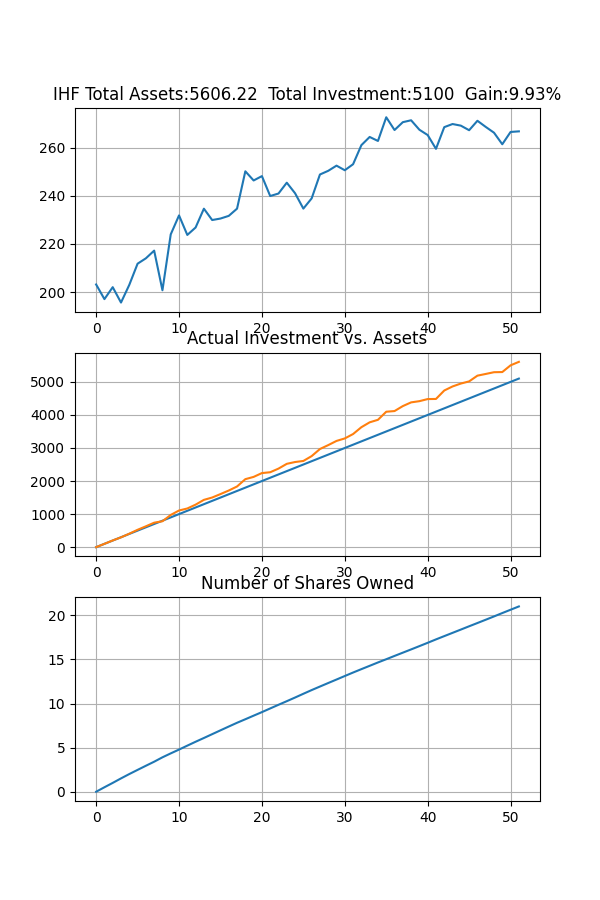 IHF Total Assets:5606.22  Total Investment:5100  Gain:9.93%
260
240
220
200
0 10 20 30 40 50
Actual Investment vs. Assets
5000
4000
3000
2000
1000
0
0 10 20 30 40 50
Number of Shares Owned
20
15
10
5
0
0 10 20 30 40 50